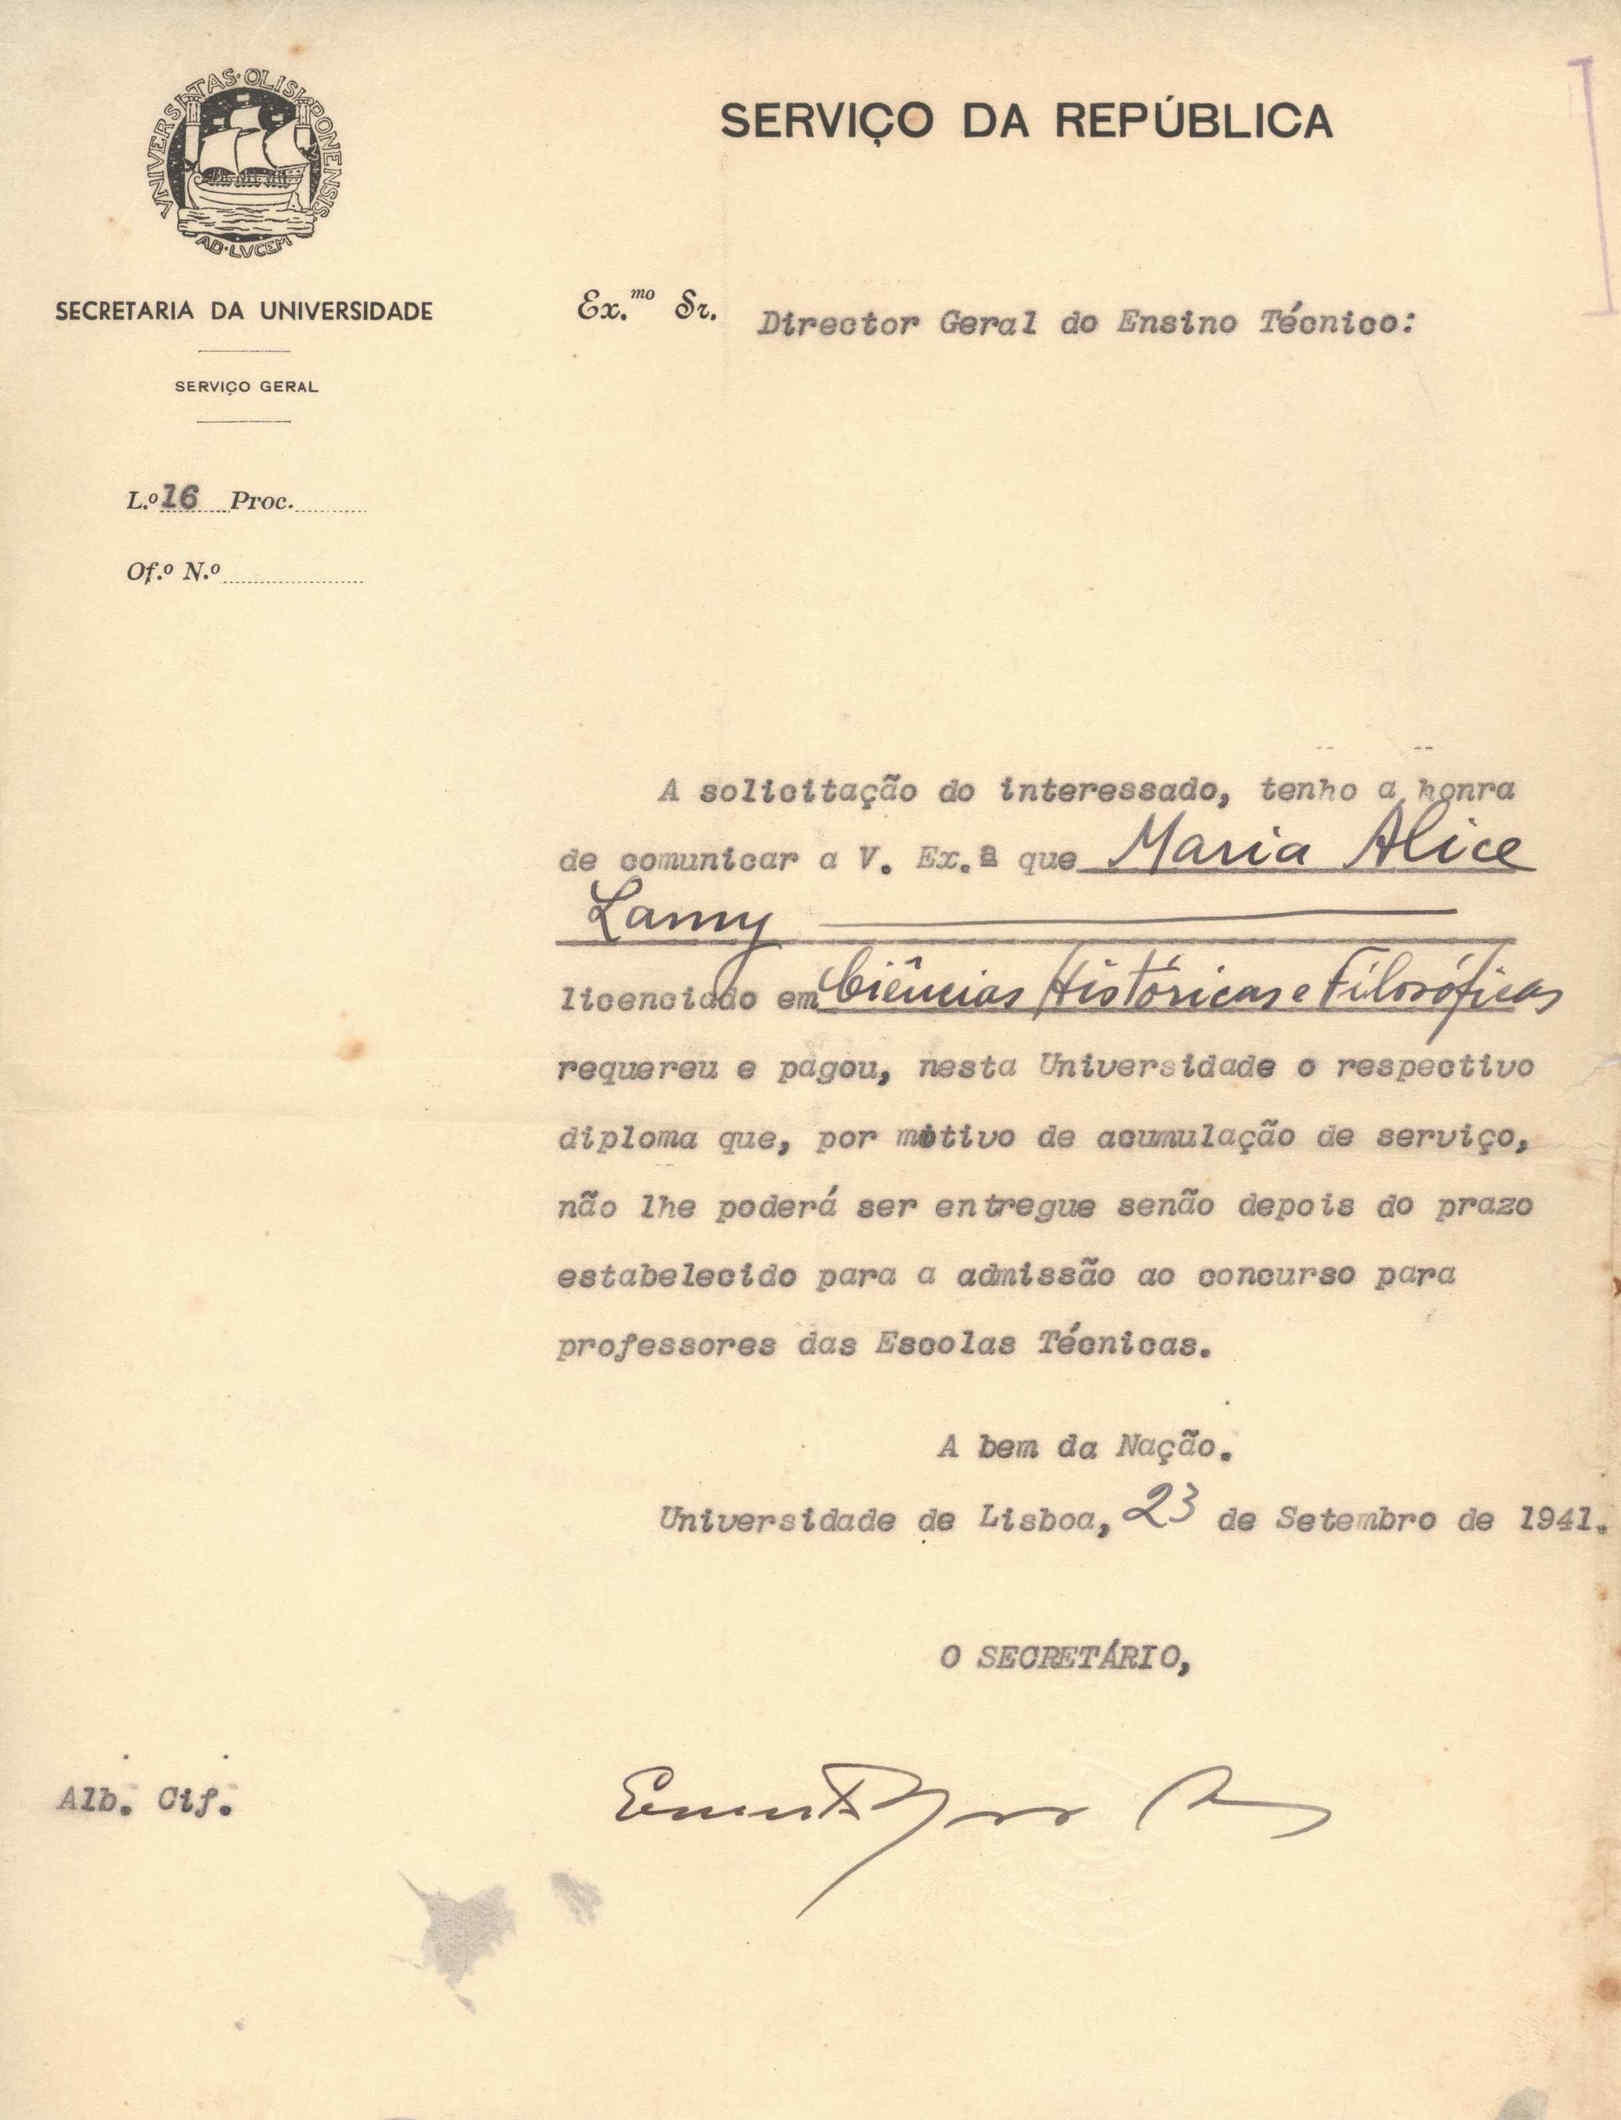 VNIVERSITAS·OLISIPONENSIS
AD·LVCEM
SERVIÇO DA REPÚBLICA
SECRETARIA DA UNIVERSIDADE
SERVIÇO GERAL
L.º 16 Proc.
Of.º N.º
Ex.mo Sr. Director Geral do Ensino Técnico:
A solicitação do interessado, tenho a honra
de comunicar a V. Ex.ª que Maria Alice
Lamy
licenciado em Ciências Históricas e Filosóficas
requereu e pagou, nesta Universidade o respectivo
diploma que, por motivo de acumulação de serviço,
não lhe poderá ser entregue senão depois do prazo
estabelecido para a admissão ao concurso para
professores das Escolas Técnicas.
A bem da Nação.
Universidade de Lisboa, 23 de Setembro de 1941.
O SECRETÁRIO,
Alb. Cif.